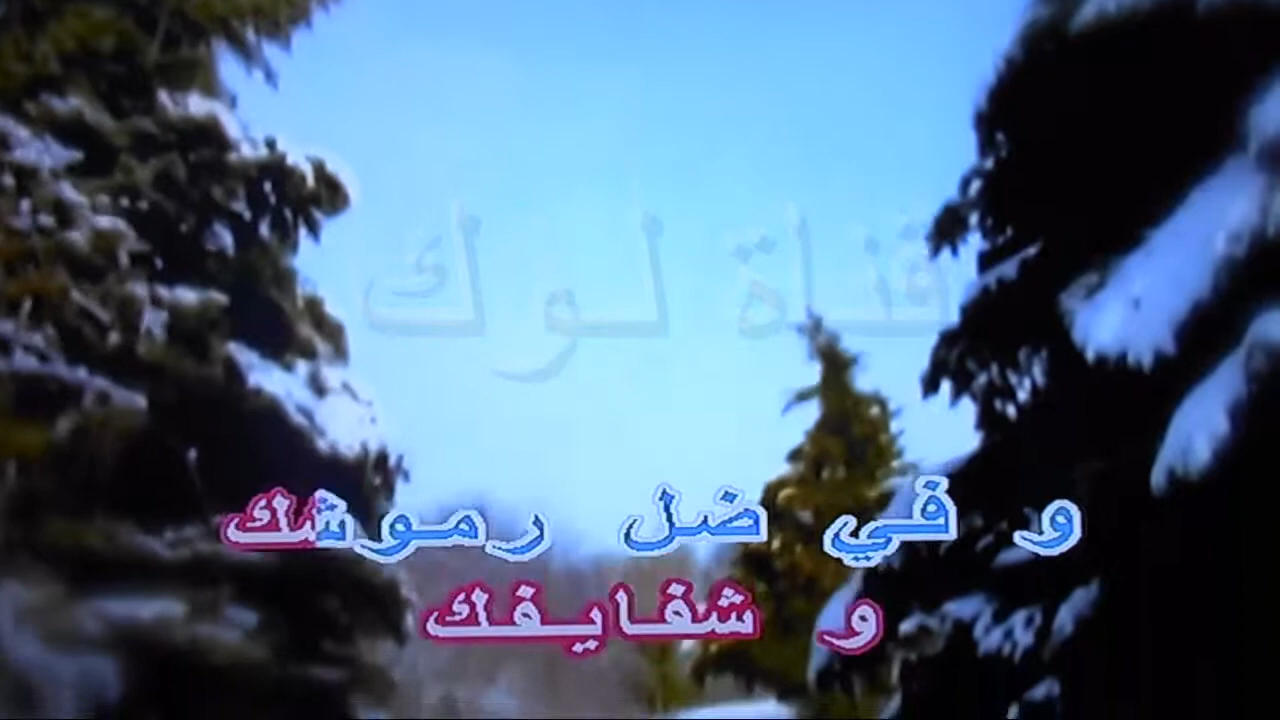 قناة لوك
و في ضل رموشك
و شفايفك